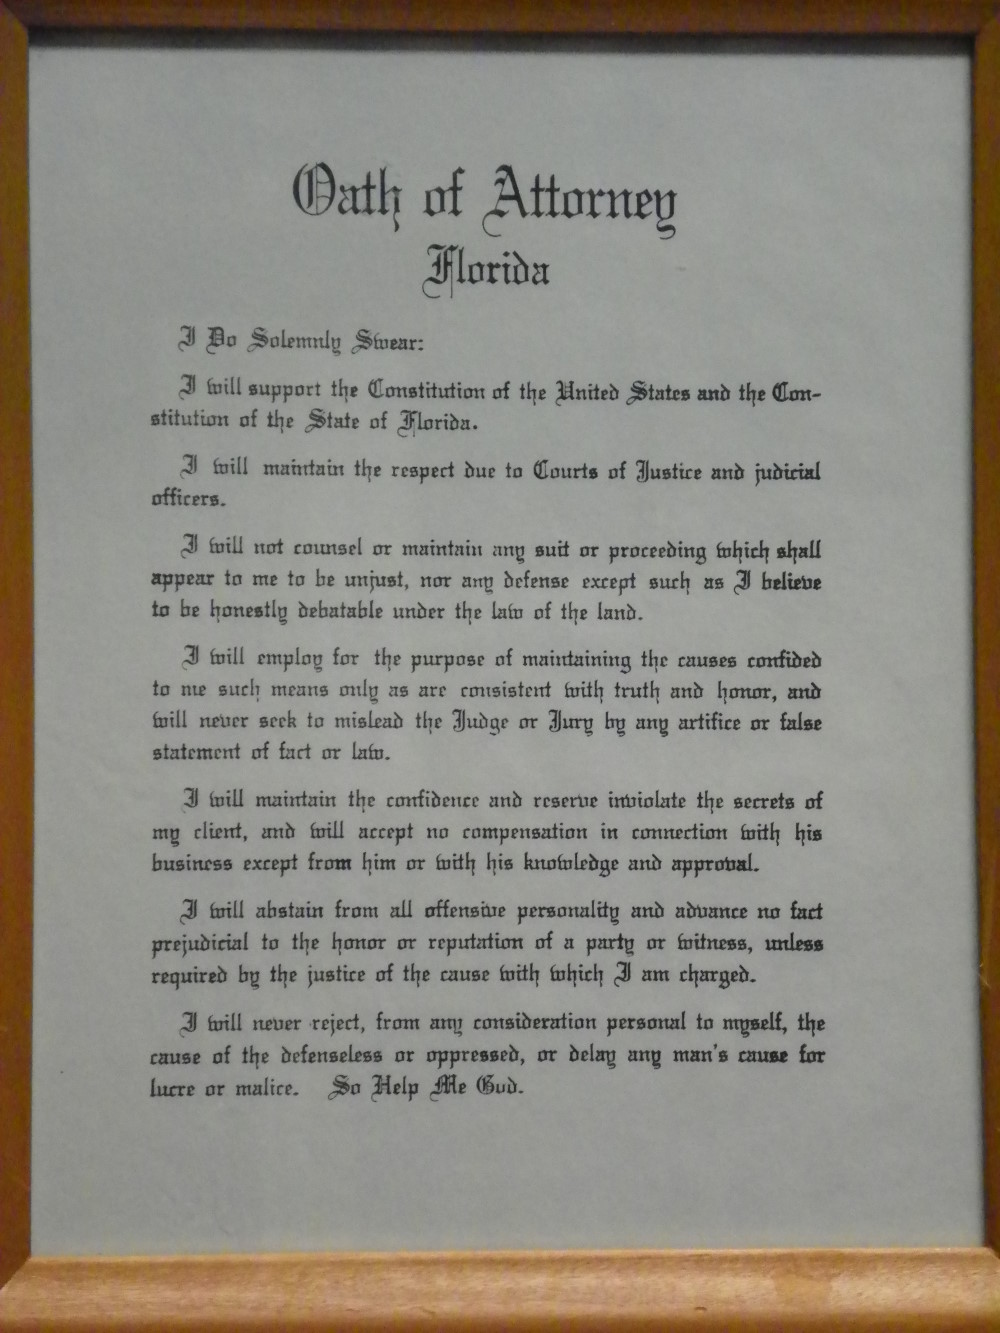 Oath of Attorney
Florida
I Do Solemnly Swear:
I will support the Constitution of the United States and the Con-
stitution of the State of Florida.
I will maintain the respect due to Courts of Justice and judicial
officers.
I will not counsel or maintain any suit or proceeding which shall
appear to me to be unjust, nor any defense except such as I believe
to be honestly debatable under the law of the land.
I will employ for the purpose of maintaining the causes confided
to me such means only as are consistent with truth and honor, and
will never seek to mislead the Judge or Jury by any artifice or false
statement of fact or law.
I will maintain the confidence and reserve inviolate the secrets of
my client, and will accept no compensation in connection with his
business except from him or with his knowledge and approval.
I will abstain from all offensive personality and advance no fact
prejudicial to the honor or reputation of a party or witness, unless
required by the justice of the cause with which I am charged.
I will never reject, from any consideration personal to myself, the
cause of the defenseless or oppressed, or delay any man's cause for
lucre or malice. So Help Me God.